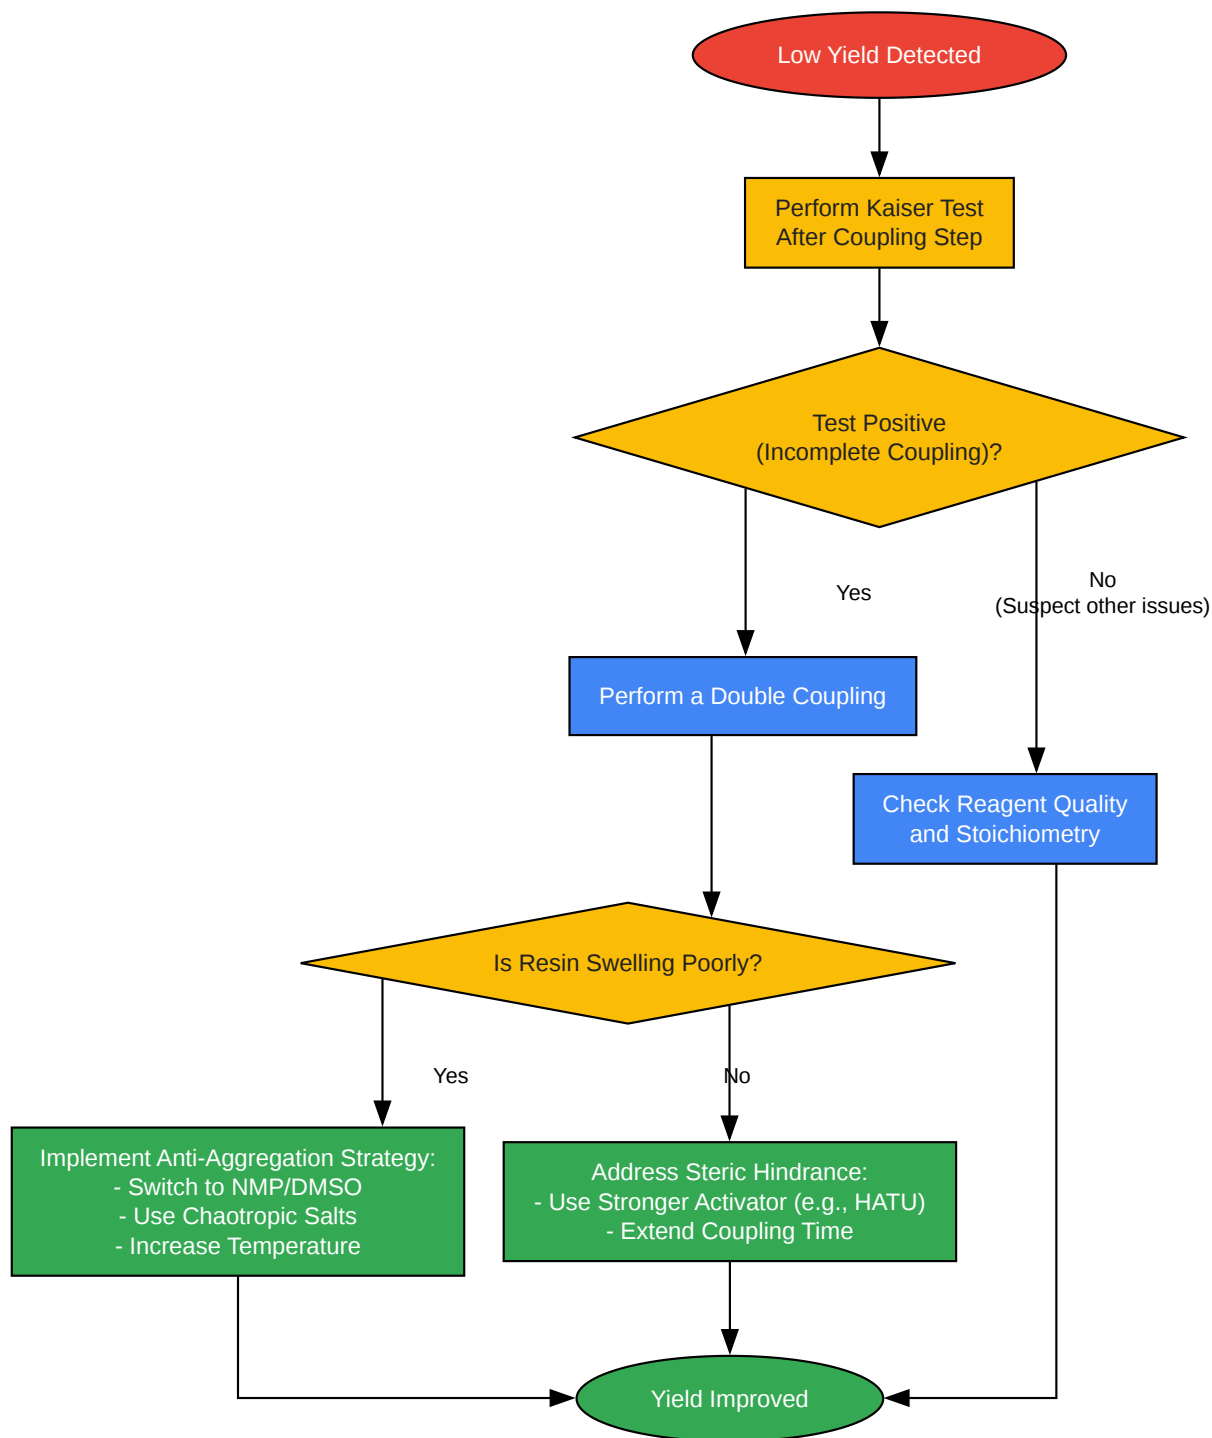 Low Yield Detected
Perform Kaiser Test
After Coupling Step
Test Positive
(Incomplete Coupling)?
Yes
No
(Suspect other issues)
Perform a Double Coupling
Check Reagent Quality
and Stoichiometry
Is Resin Swelling Poorly?
Yes
No
Implement Anti-Aggregation Strategy:
- Switch to NMP/DMSO
- Use Chaotropic Salts
- Increase Temperature
Address Steric Hindrance:
- Use Stronger Activator (e.g., HATU)
- Extend Coupling Time
Yield Improved